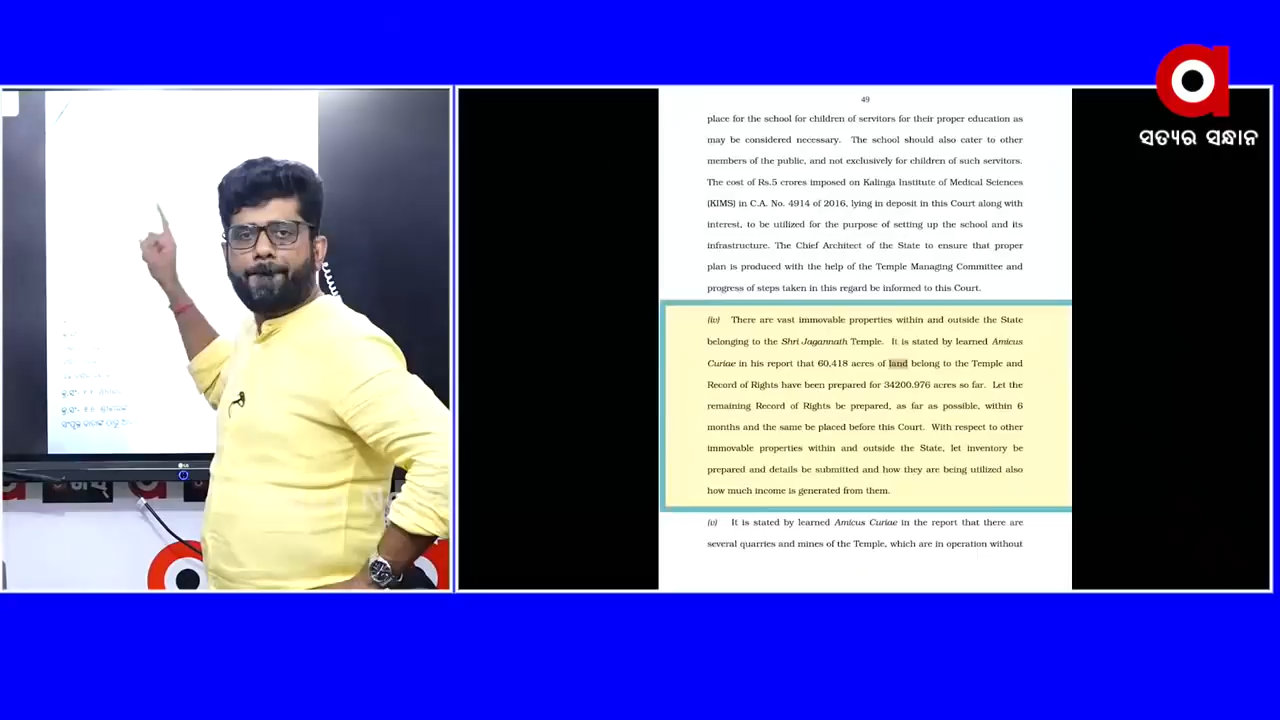 ସତ୍ୟର ସନ୍ଧାନ
49
place for the school for children of servitors for their proper education as
may be considered necessary. The school should also cater to other
members of the public, and not exclusively for children of such servitors.
The cost of Rs.5 crores imposed on Kalinga Institute of Medical Sciences
(KIMS) in C.A. No. 4914 of 2016, lying in deposit in this Court along with
interest, to be utilized for the purpose of setting up the school and its
infrastructure. The Chief Architect of the State to ensure that proper
plan is produced with the help of the Temple Managing Committee and
progress of steps taken in this regard be informed to this Court.
(iv) There are vast immovable properties within and outside the State
belonging to the Shri Jagannath Temple. It is stated by learned Amicus
Curiae in his report that 60,418 acres of land belong to the Temple and
Record of Rights have been prepared for 34200.976 acres so far. Let the
remaining Record of Rights be prepared, as far as possible, within 6
months and the same be placed before this Court. With respect to other
immovable properties within and outside the State, let inventory be
prepared and details be submitted and how they are being utilized also
how much income is generated from them.
(v) It is stated by learned Amicus Curiae in the report that there are
several quarries and mines of the Temple, which are in operation without
LG